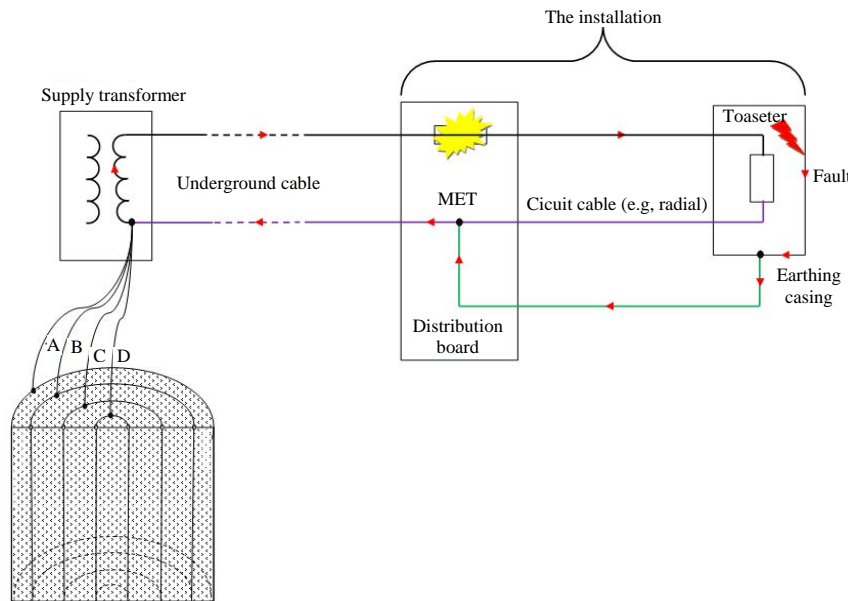 The installation
Supply transformer
Toaseter
Underground cable
Fault
MET
Cicuit cable (e.g, radial)
Earthing
casing
Distribution
board
A
B
C
D